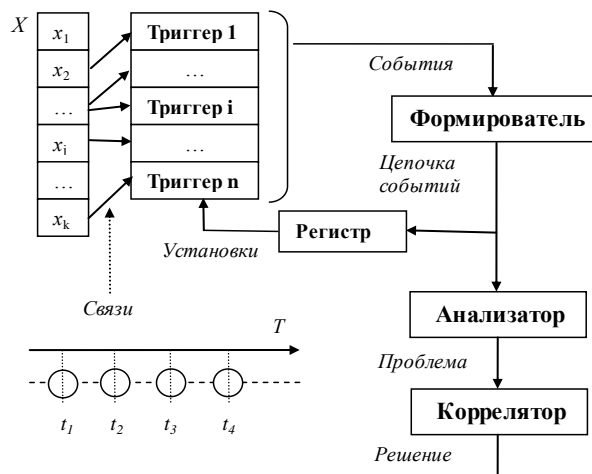 X
x1
x2
…
xi
…
xk
Триггер 1
…
Триггер i
…
Триггер n
События
Формирователь
Цепочка
событий
Регистр
Установки
Связи
Анализатор
Проблема
Коррелятор
Решение
T
t1 t2 t3 t4